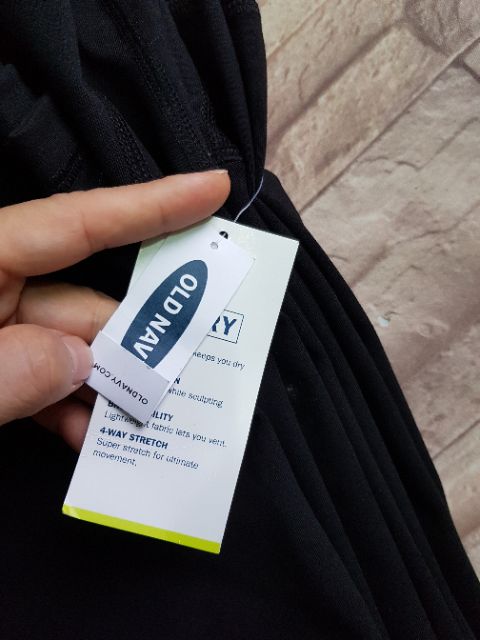 OLD NAV
OLDNAVY.COM
RY
keeps you dry
while sculpting
ILITY
Lightweight fabric lets you vent.
4-WAY STRETCH
Super stretch for ultimate
movement.